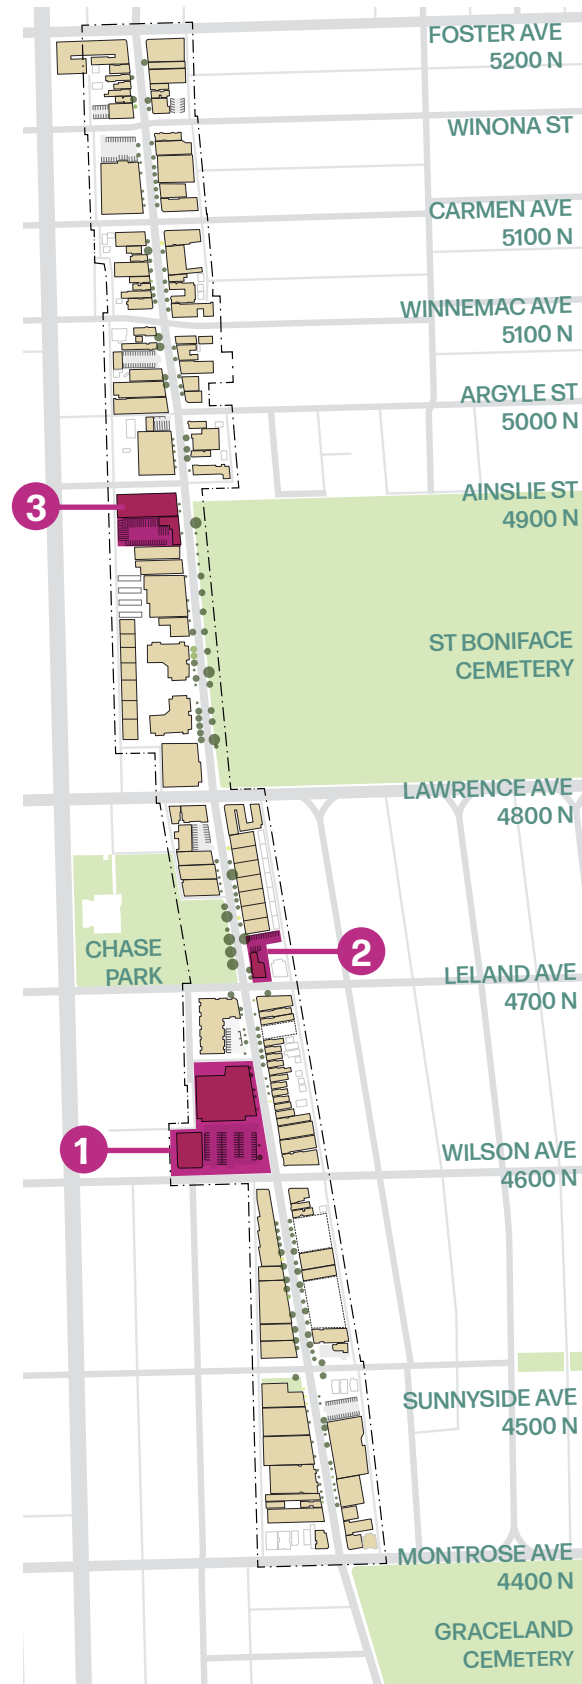 FOSTER AVE
5200 N
WINONA ST
CARMEN AVE
5100 N
WINNEMAC AVE
5100 N
ARGYLE ST
5000 N
AINSLIE ST
4900 N
3
ST BONIFACE
CEMETERY
LAWRENCE AVE
4800 N
CHASE
PARK
2
LELAND AVE
4700 N
1
WILSON AVE
4600 N
SUNNYSIDE AVE
4500 N
MONTROSE AVE
4400 N
GRACELAND
CEMETERY